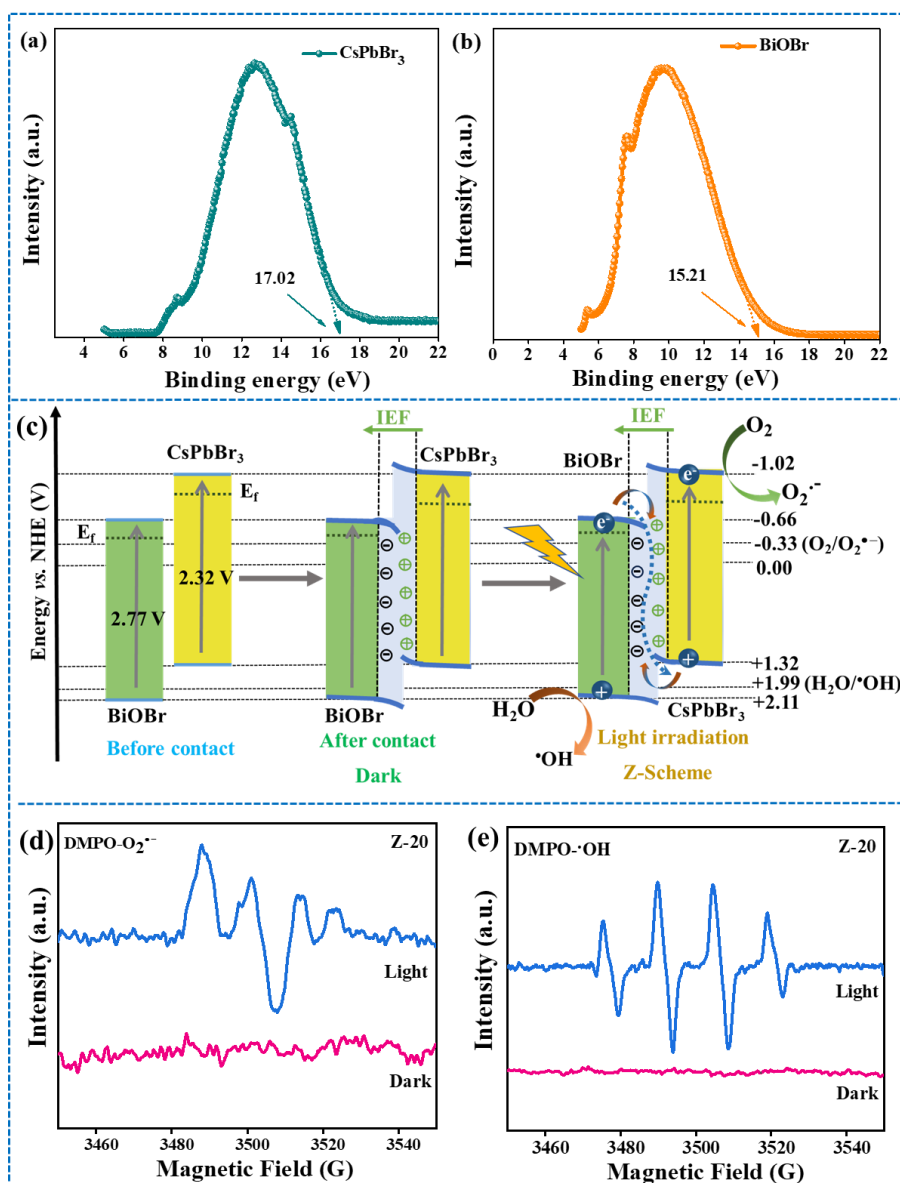 (a)
CsPbBr₃
17.02
Intensity (a.u.)
4 6 8 10 12 14 16 18 20 22
Binding energy (eV)
(b)
BiOBr
15.21
Intensity (a.u.)
0 2 4 6 8 10 12 14 16 18 20 22
Binding energy (eV)
(c)
Energy vs. NHE (V)
CsPbBr₃
E_f
E_f
2.32 V
2.77 V
BiOBr
Before contact
IEF
CsPbBr₃
BiOBr
After contact
Dark
IEF
BiOBr
O₂
O₂·⁻
e⁻
e⁻
-1.02
-0.66
-0.33 (O₂/O₂•⁻)
0.00
+1.32
+1.99 (H₂O/•OH)
+2.11
H₂O
•OH
CsPbBr₃
Light irradiation
Z-Scheme
(d)
DMPO-O₂•⁻
Z-20
Light
Dark
Intensity (a.u.)
3460 3480 3500 3520 3540
Magnetic Field (G)
(e)
DMPO-·OH
Z-20
Light
Dark
Intensity (a.u.)
3460 3480 3500 3520 3540
Magnetic Field (G)